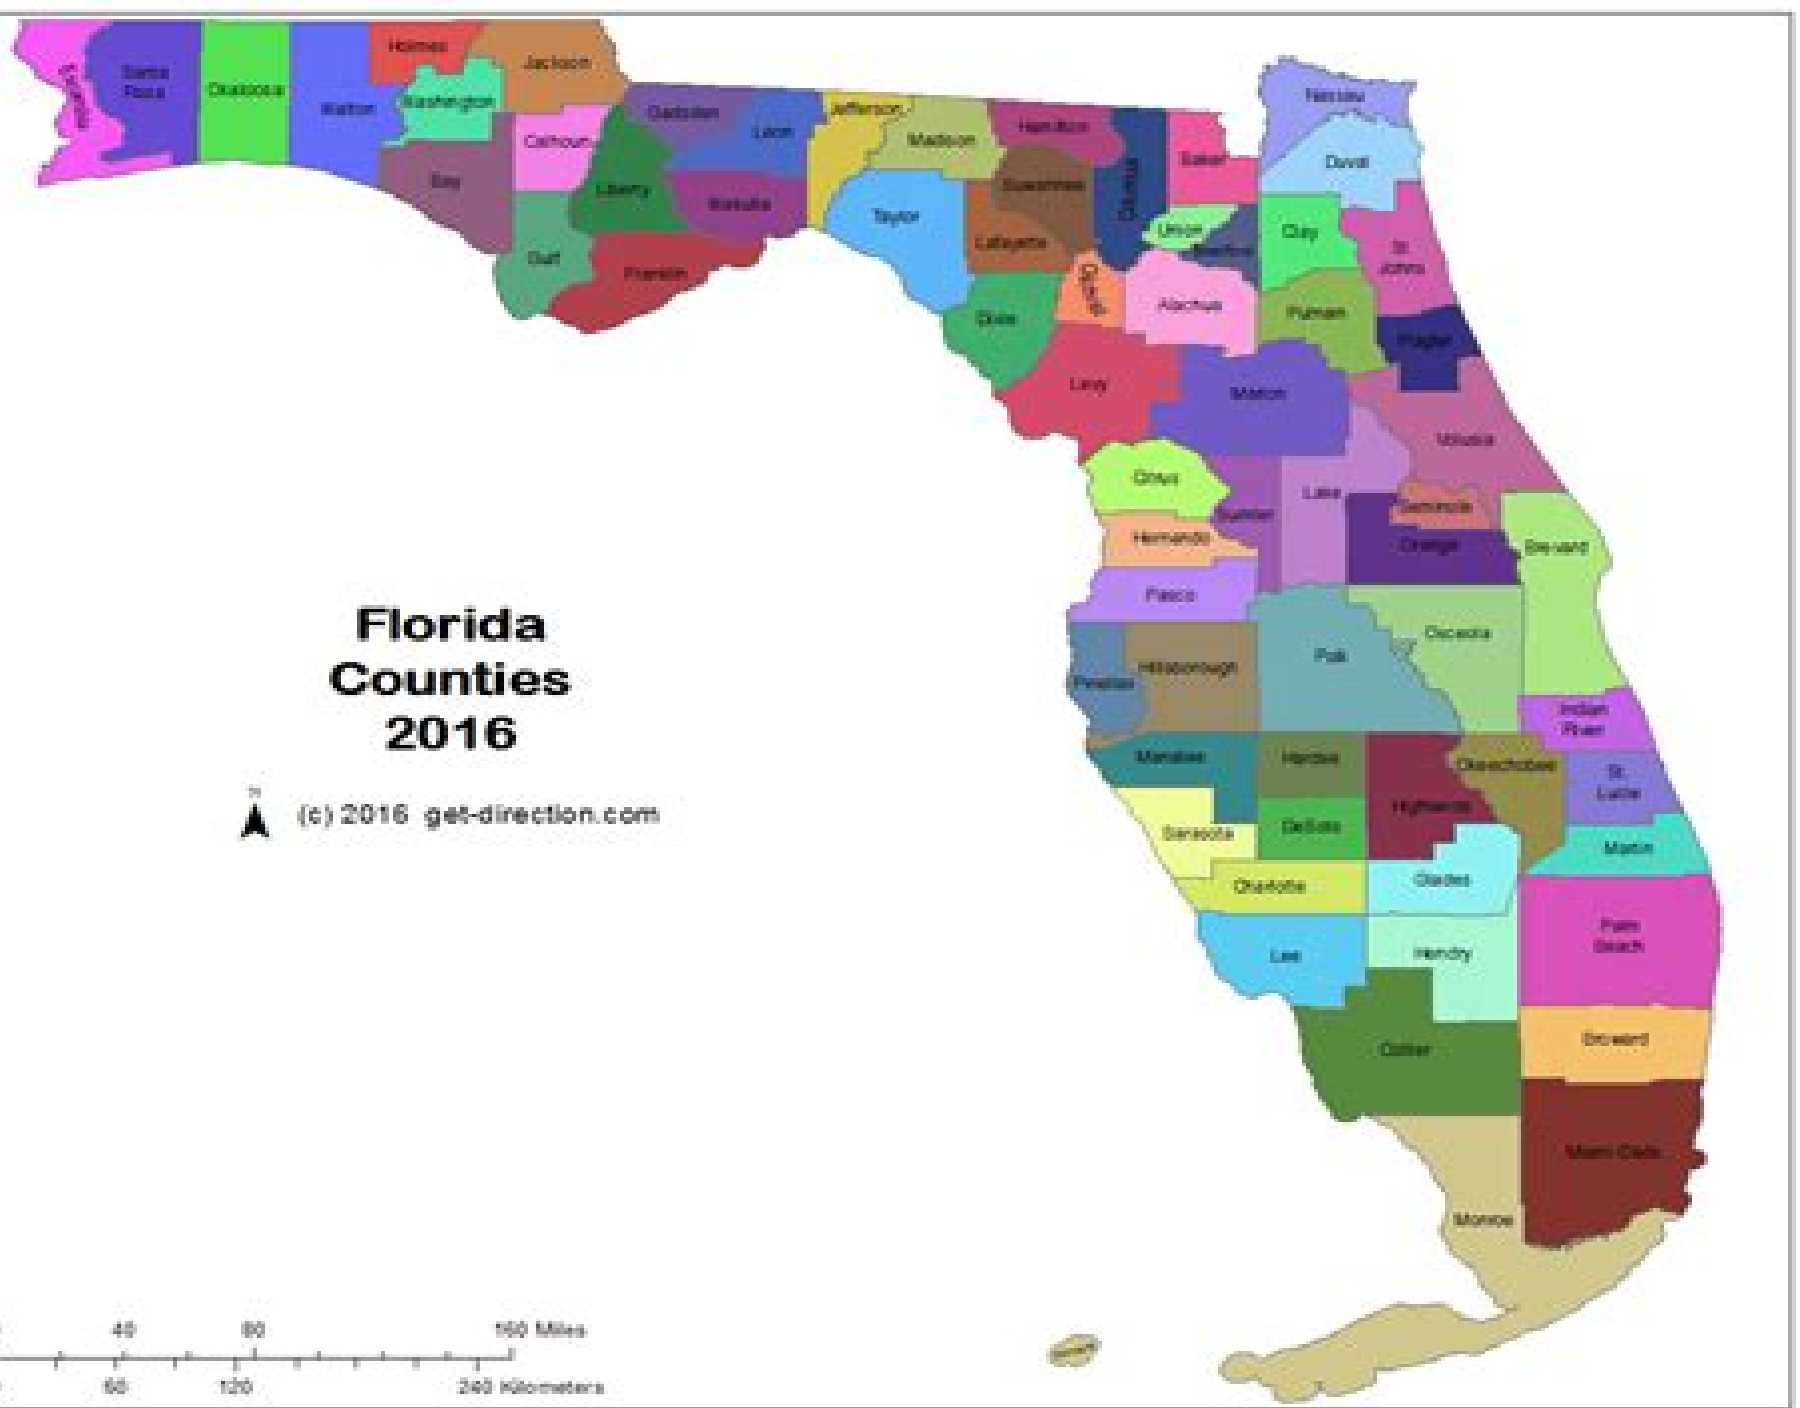 Escambia
Santa
Rosa
Okaloosa
Walton
Holmes
Washington
Jackson
Bay
Calhoun
Gulf
Liberty
Gadsden
Leon
Wakulla
Franklin
Jefferson
Madison
Taylor
Hamilton
Suwannee
Lafayette
Dixie
Columbia
Baker
Union
Bradford
Gilchrist
Alachua
Nassau
Duval
Clay
St.
Johns
Putnam
Flagler
Levy
Marion
Volusia
Citrus
Sumter
Lake
Seminole
Orange
Brevard
Hernando
Pasco
Pinellas
Hillsborough
Polk
Osceola
Indian
River
Manatee
Hardee
Highlands
Okeechobee
St.
Lucie
Sarasota
DeSoto
Martin
Charlotte
Glades
Lee
Hendry
Palm
Beach
Collier
Broward
Miami-Dade
Monroe
Florida
Counties
2016
N
(c) 2016 get-direction.com
40 80 160 Miles
60 120 240 Kilometers